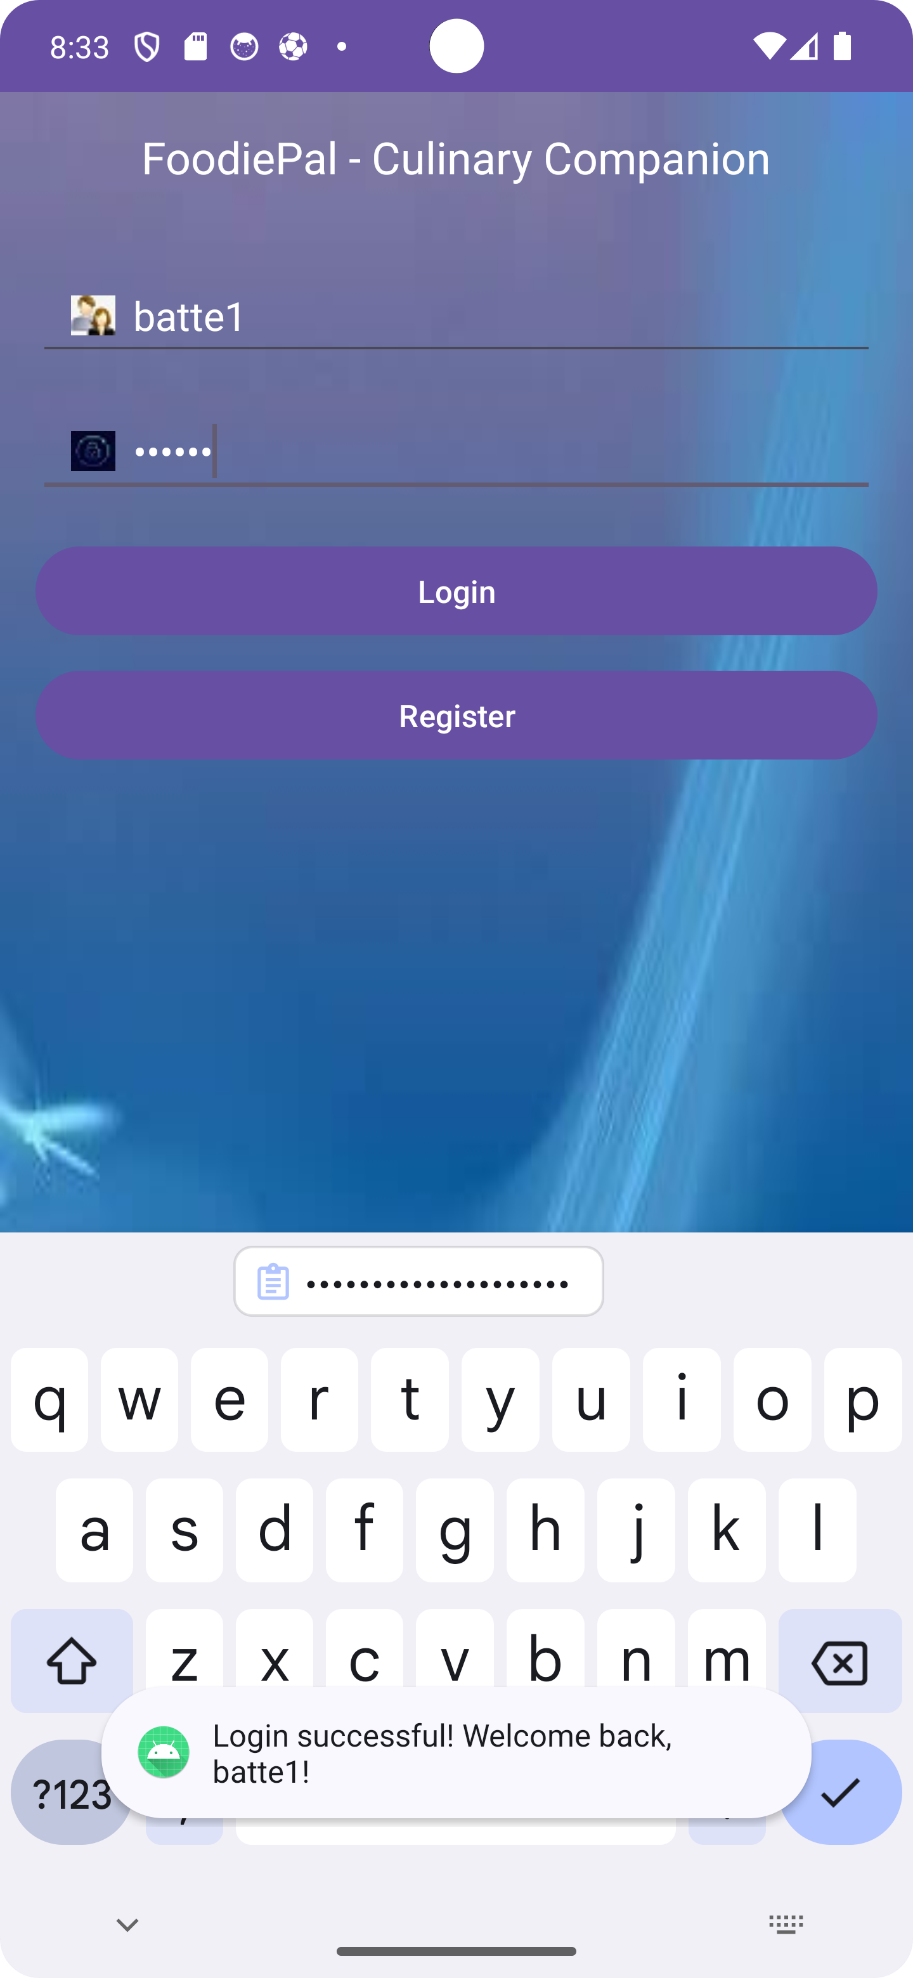 8:33
FoodiePal - Culinary Companion
batte1
••••••
Login
Register
••••••••••••••••••••
q w e r t y u i o p
a s d f g h j k l
z x c v b n m
Login successful! Welcome back,
batte1!
?123